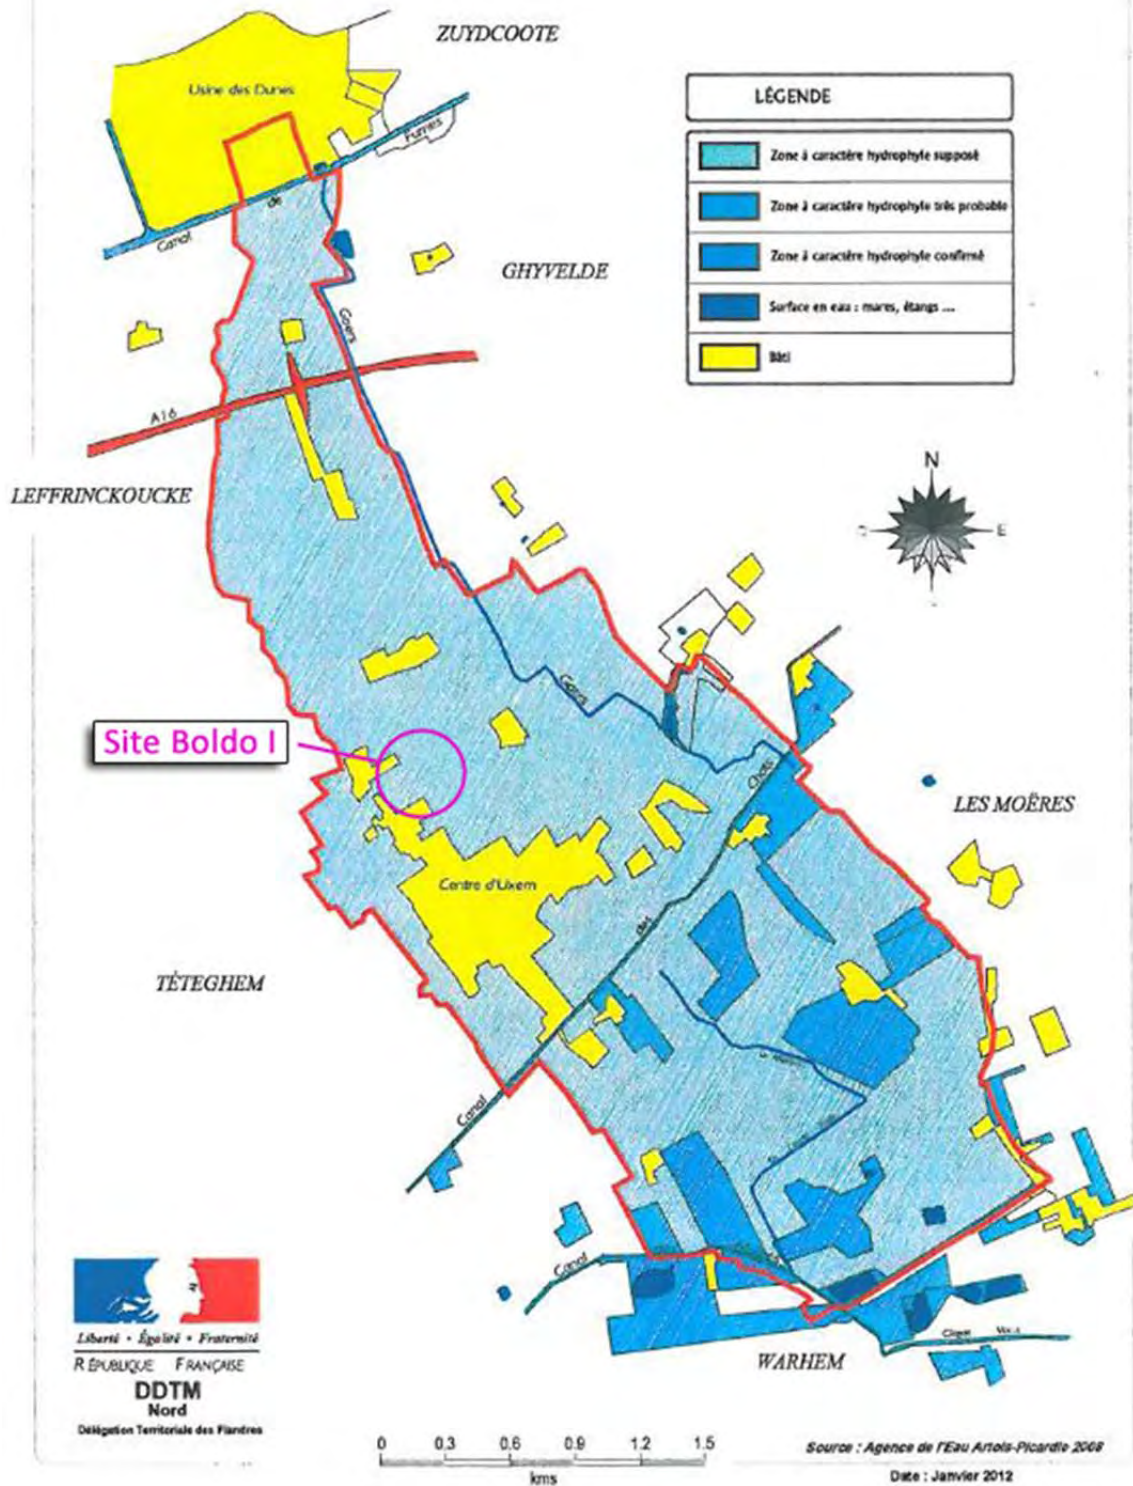 ZUYDCOOTE
Usine des Dunes
LÉGENDE
Zone à caractère hydrophyle supposé
Zone à caractère hydrophyle très probable
Zone à caractère hydrophyle confirmé
Surface en eau : mares, étangs ...
Bâti
Canal
de
Furnes
GHYVELDE
Goers
A16
LEFFRINCKOUCKE
N
E
Goers
Site Boldo I
Chats
LES MOËRES
Centre d'Uxem
des
TÉTEGHEM
Canal
Canal
WARHEM
Liberté • Égalité • Fraternité
RÉPUBLIQUE FRANÇAISE
DDTM
Nord
Délégation Territoriale des Flandres
0 0.3 0.6 0.9 1.2 1.5
kms
Source : Agence de l'Eau Artois-Picardie 2008
Date : Janvier 2012